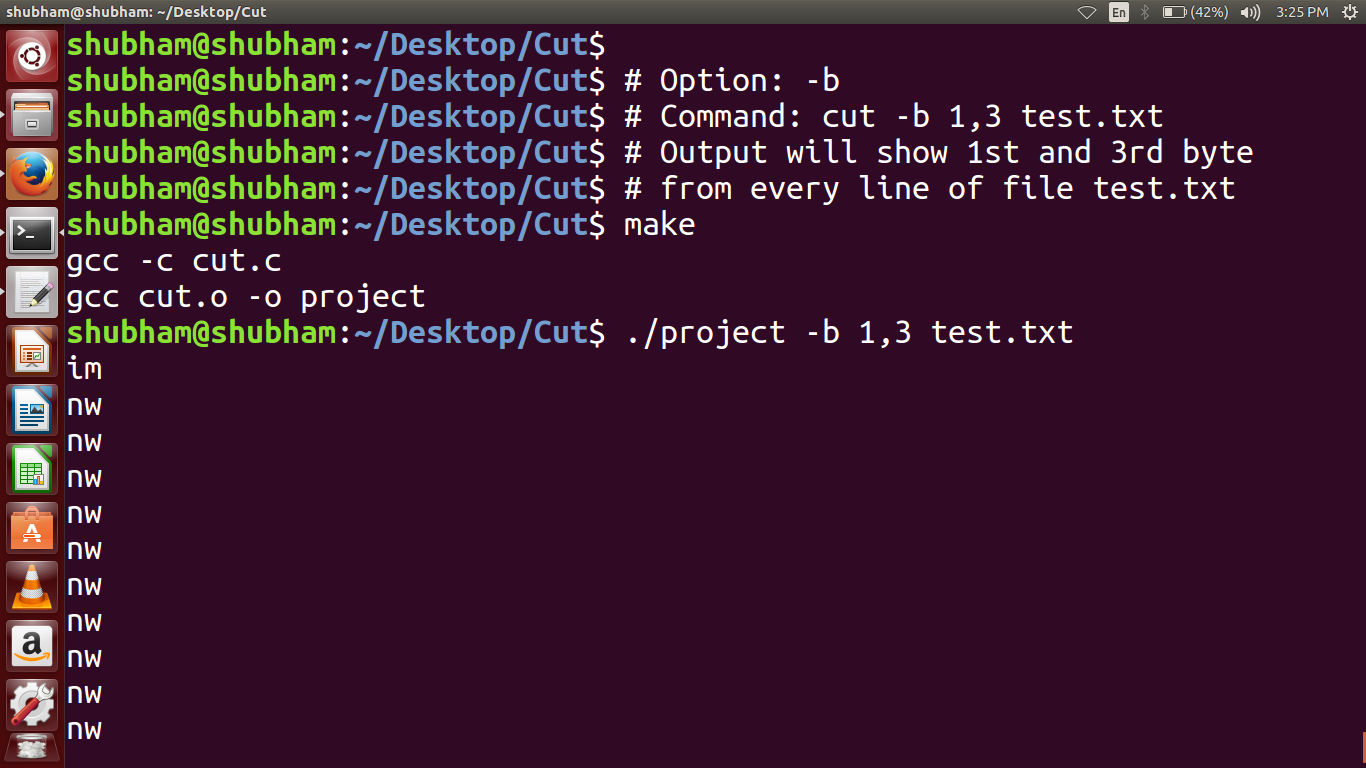 shubham@shubham: ~/Desktop/Cut En (42%) 3:25 PM
shubham@shubham:~/Desktop/Cut$
shubham@shubham:~/Desktop/Cut$ # Option: -b
shubham@shubham:~/Desktop/Cut$ # Command: cut -b 1,3 test.txt
shubham@shubham:~/Desktop/Cut$ # Output will show 1st and 3rd byte
shubham@shubham:~/Desktop/Cut$ # from every line of file test.txt
shubham@shubham:~/Desktop/Cut$ make
gcc -c cut.c
gcc cut.o -o project
shubham@shubham:~/Desktop/Cut$ ./project -b 1,3 test.txt
im
nw
nw
nw
nw
nw
nw
nw
nw
nw
nw